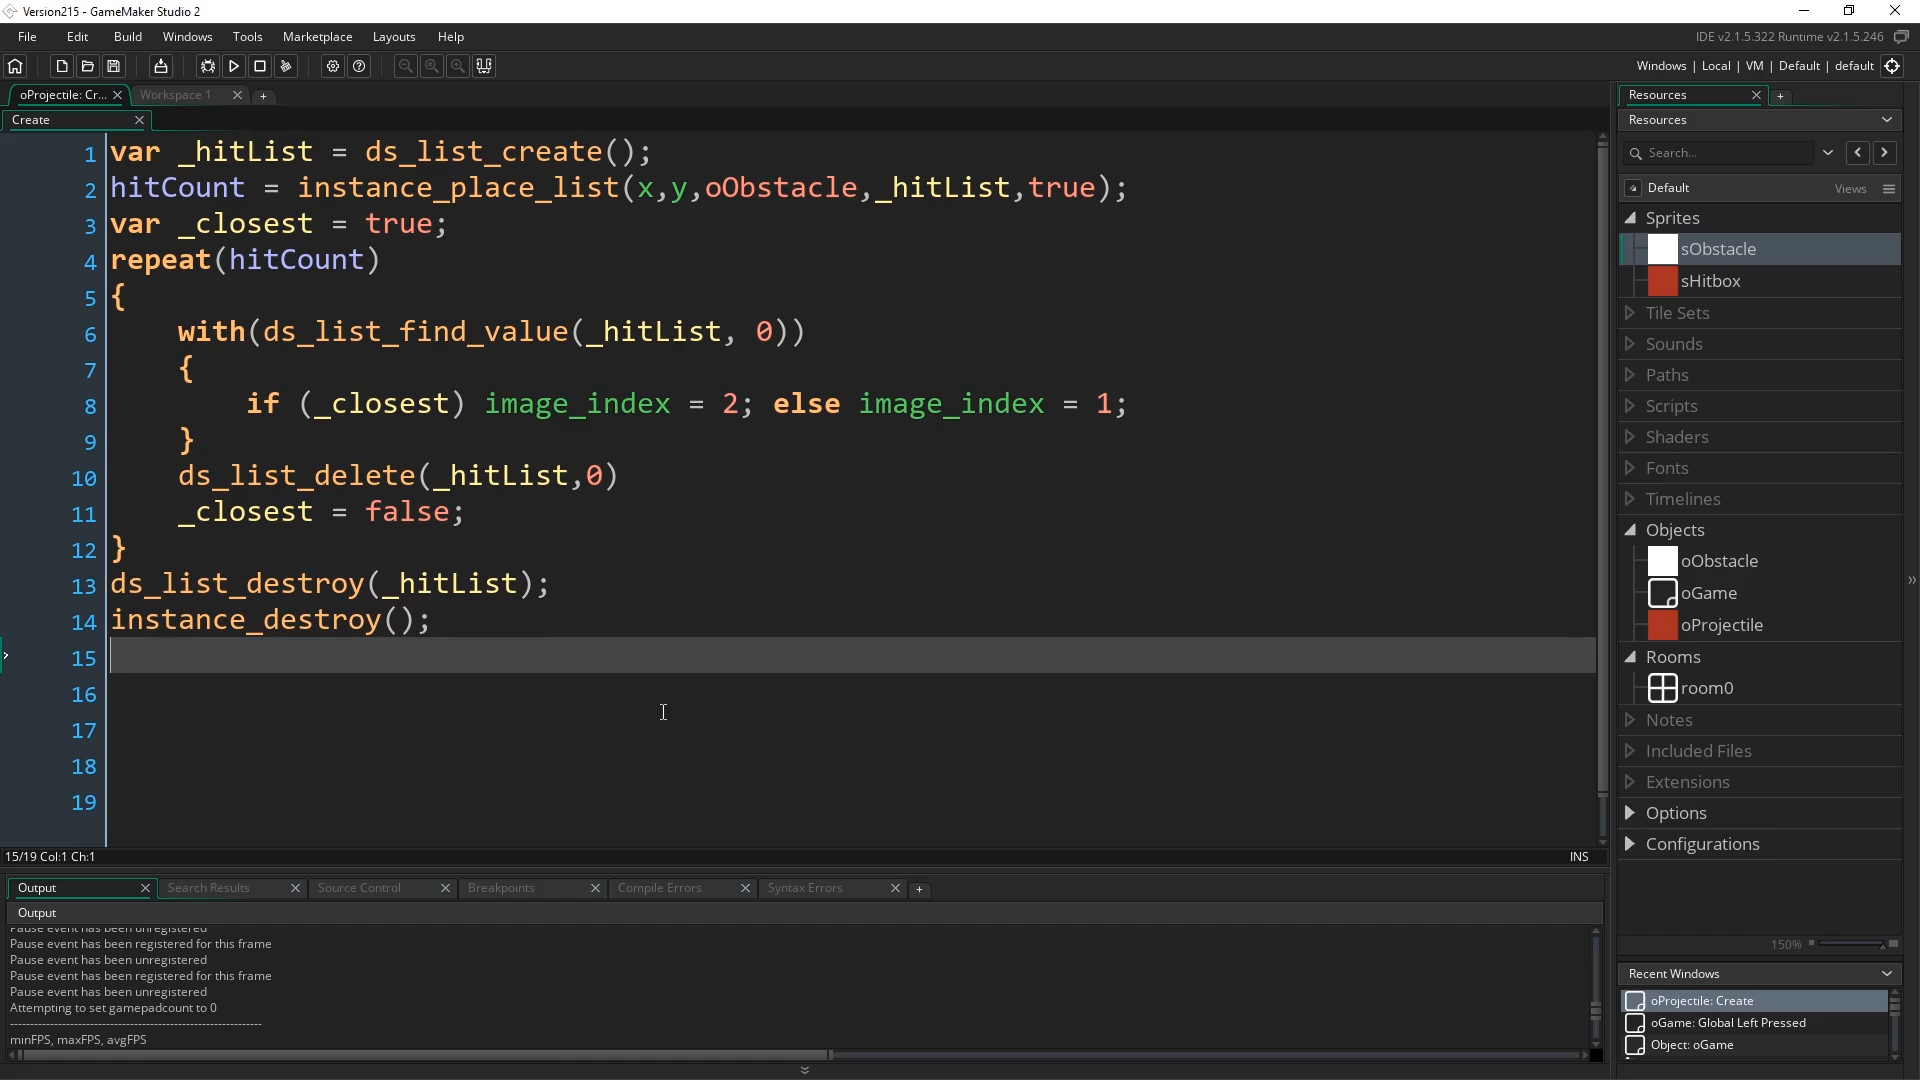 Version215 - GameMaker Studio 2
File Edit Build Windows Tools Marketplace Layouts Help
IDE v2.1.5.322 Runtime v2.1.5.246
Windows | Local | VM | Default | default
oProjectile: Cr...
Workspace 1
Create
1 var _hitList = ds_list_create();
2 hitCount = instance_place_list(x,y,oObstacle,_hitList,true);
3 var _closest = true;
4 repeat(hitCount)
5 {
6 with(ds_list_find_value(_hitList, 0))
7 {
8 if (_closest) image_index = 2; else image_index = 1;
9 }
10 ds_list_delete(_hitList,0)
11 _closest = false;
12 }
13 ds_list_destroy(_hitList);
14 instance_destroy();
15
16
17
18
19
15/19 Col:1 Ch:1
INS
Output
Search Results
Source Control
Breakpoints
Compile Errors
Syntax Errors
Output
Pause event has been unregistered
Pause event has been registered for this frame
Pause event has been unregistered
Pause event has been registered for this frame
Pause event has been unregistered
Attempting to set gamepadcount to 0
----------------------------------------------------------------
minFPS, maxFPS, avgFPS
Resources
Resources
Search...
Default
Views
Sprites
sObstacle
sHitbox
Tile Sets
Sounds
Paths
Scripts
Shaders
Fonts
Timelines
Objects
oObstacle
oGame
oProjectile
Rooms
room0
Notes
Included Files
Extensions
Options
Configurations
150%
Recent Windows
oProjectile: Create
oGame: Global Left Pressed
Object: oGame